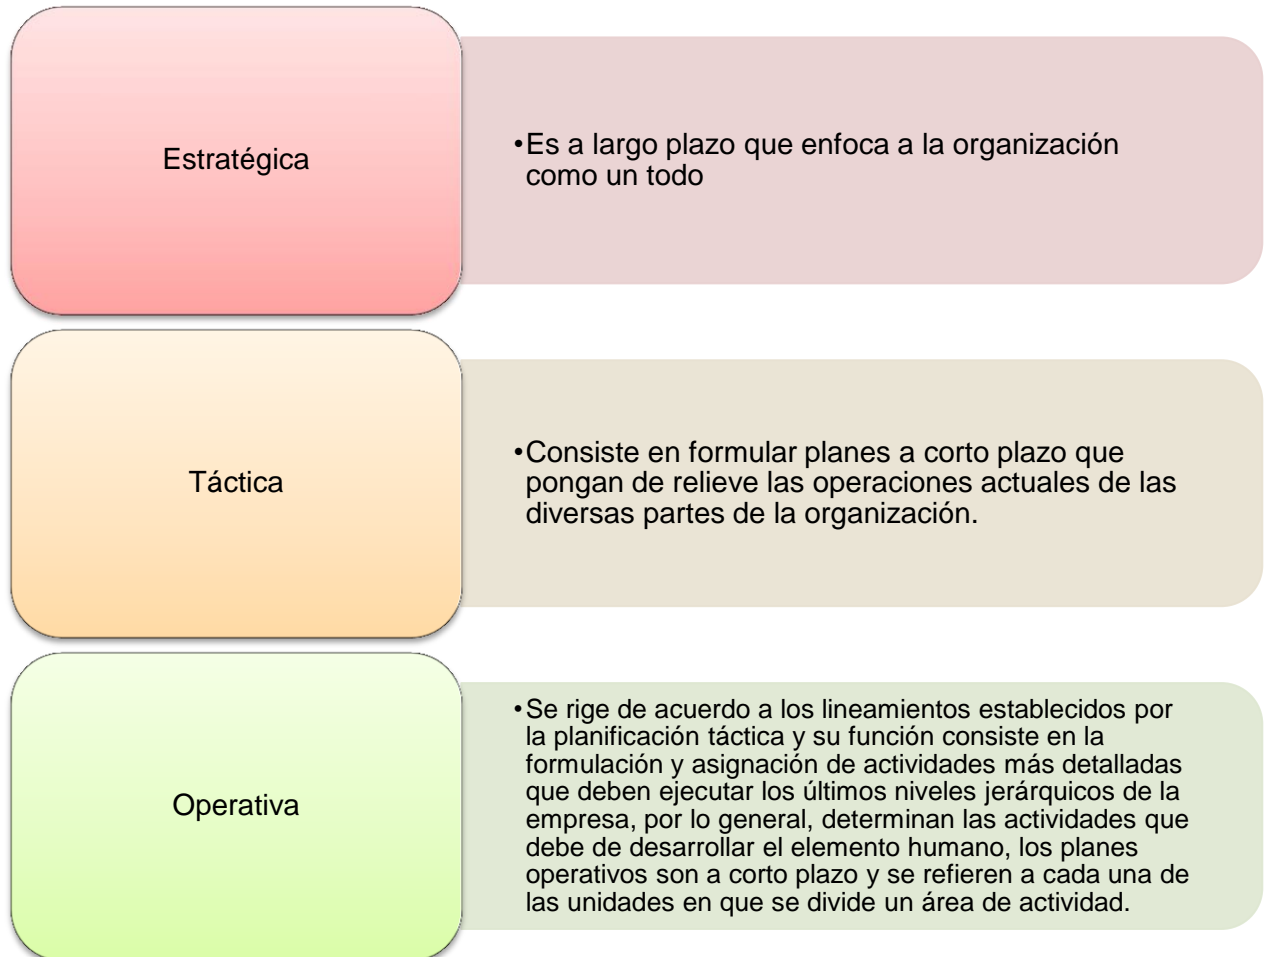 Estratégica
•Es a largo plazo que enfoca a la organización
como un todo
Táctica
•Consiste en formular planes a corto plazo que
pongan de relieve las operaciones actuales de las
diversas partes de la organización.
Operativa
•Se rige de acuerdo a los lineamientos establecidos por
la planificación táctica y su función consiste en la
formulación y asignación de actividades más detalladas
que deben ejecutar los últimos niveles jerárquicos de la
empresa, por lo general, determinan las actividades que
debe de desarrollar el elemento humano, los planes
operativos son a corto plazo y se refieren a cada una de
las unidades en que se divide un área de actividad.